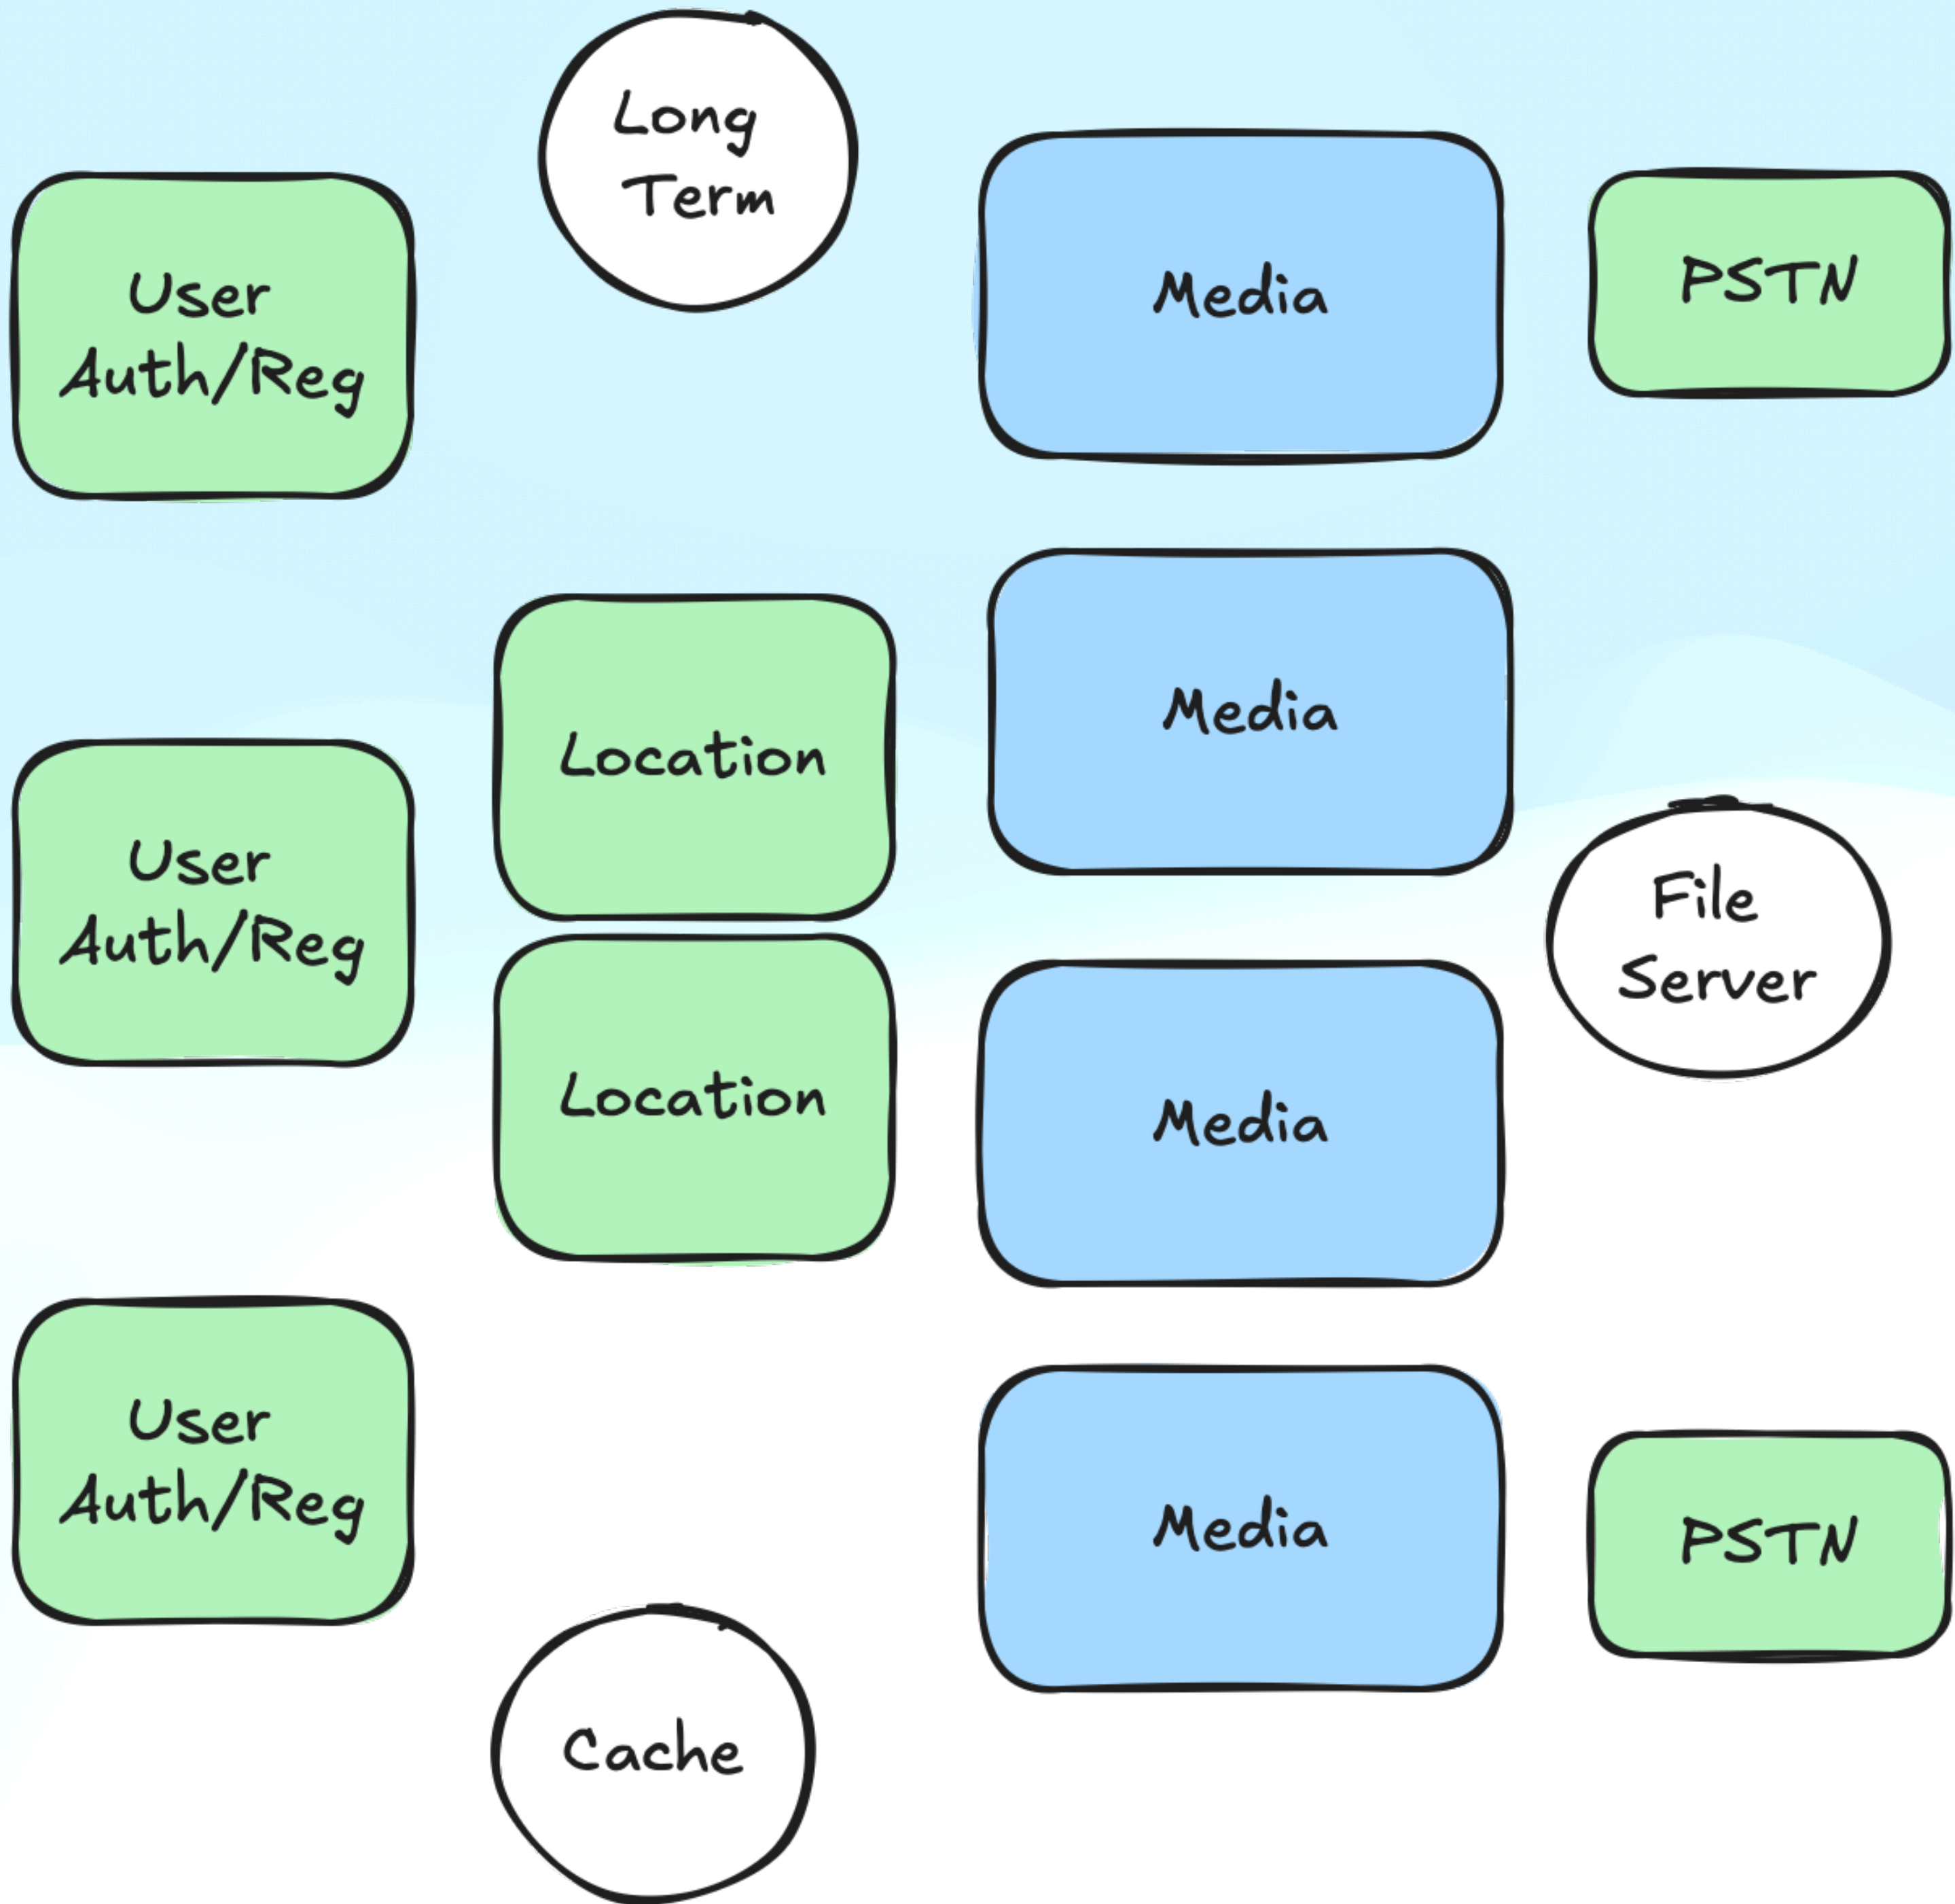 Long
Term
User
Auth/Reg
Media
PSTN
Location
Media
User
Auth/Reg
File
Server
Location
Media
User
Auth/Reg
Media
PSTN
Cache